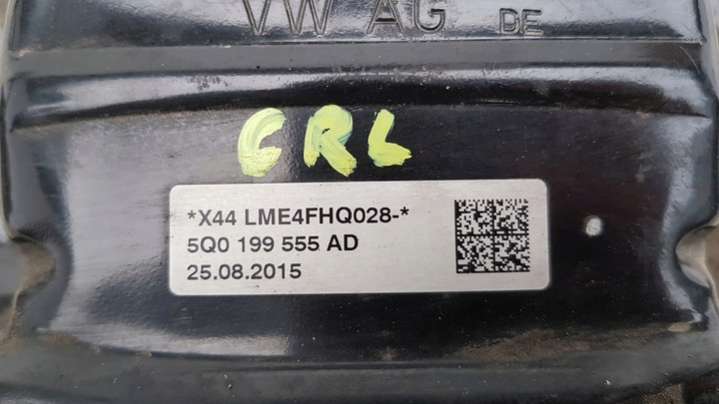 VW AG DE
CRL
*X44 LME4FHQ028-*
5Q0 199 555 AD
25.08.2015